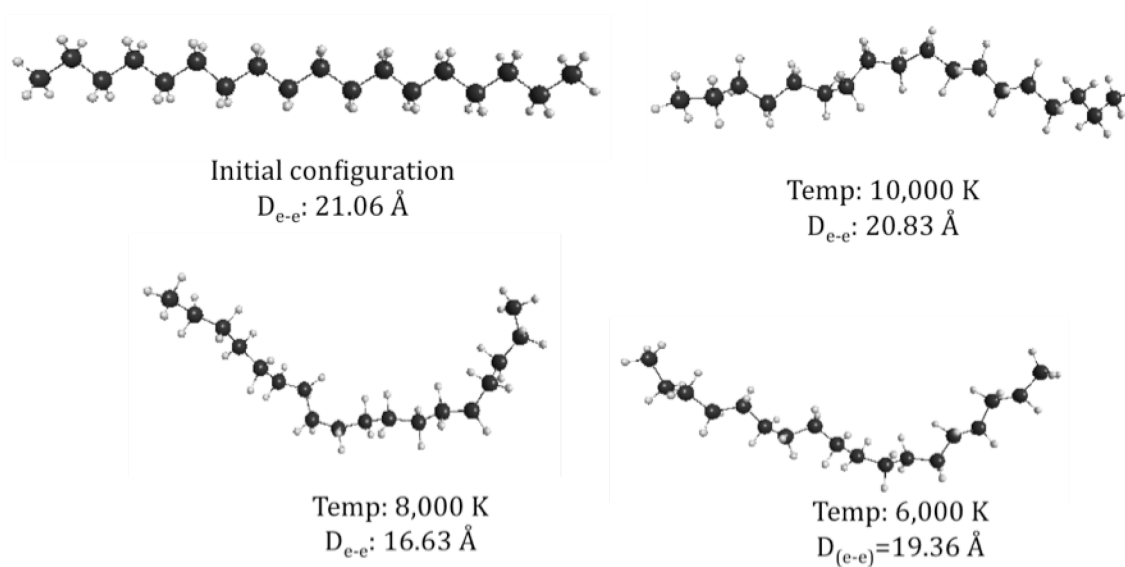 Initial configuration
De-e: 21.06 Å
Temp: 10,000 K
De-e: 20.83 Å
Temp: 8,000 K
De-e: 16.63 Å
Temp: 6,000 K
D(e-e)=19.36 Å